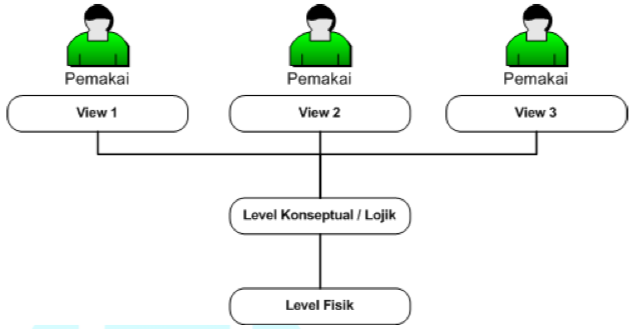 Pemakai Pemakai Pemakai
View 1 View 2 View 3
Level Konseptual / Lojik
Level Fisik